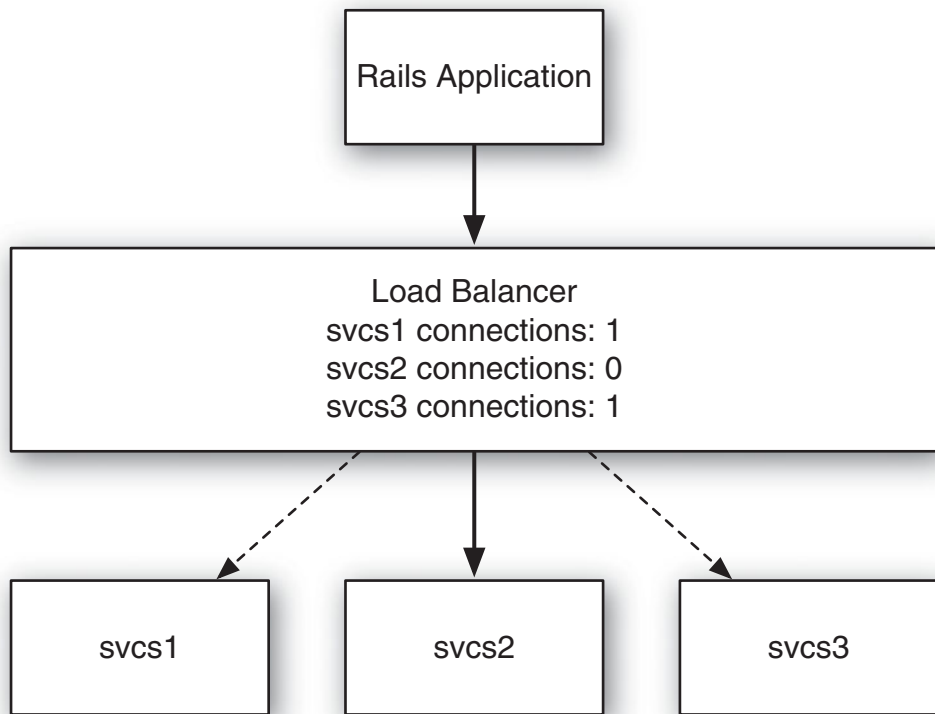 Rails Application
Load Balancer
svcs1 connections: 1
svcs2 connections: 0
svcs3 connections: 1
svcs1
svcs2
svcs3